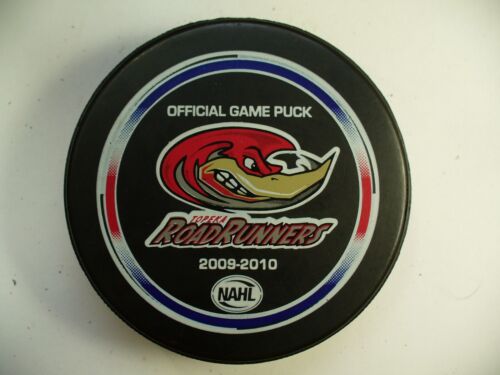 OFFICIAL GAME PUCK
TOPEKA
ROADRUNNERS
2009-2010
NAHL